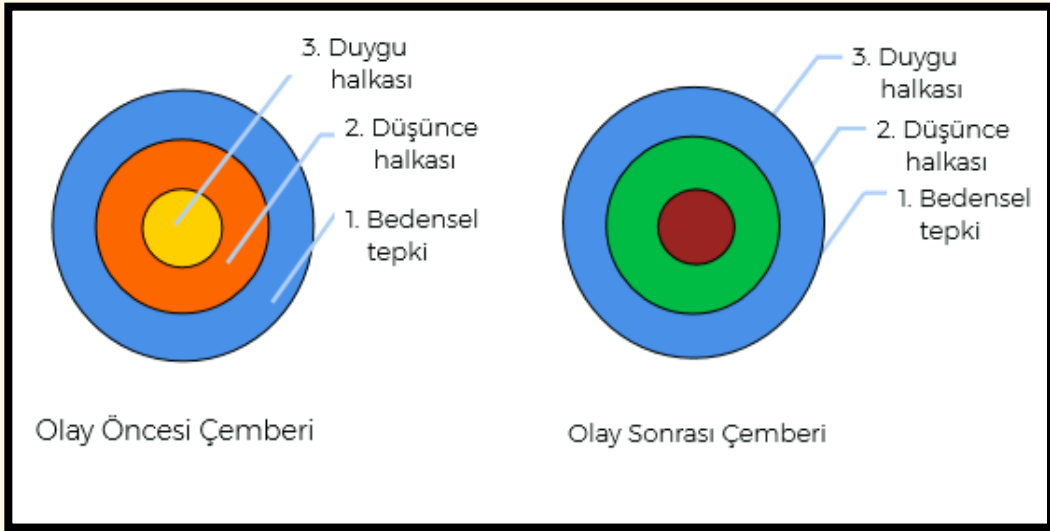 3. Duygu
halkası
2. Düşünce
halkası
1. Bedensel
tepki
Olay Öncesi Çemberi
3. Duygu
halkası
2. Düşünce
halkası
1. Bedensel
tepki
Olay Sonrası Çemberi